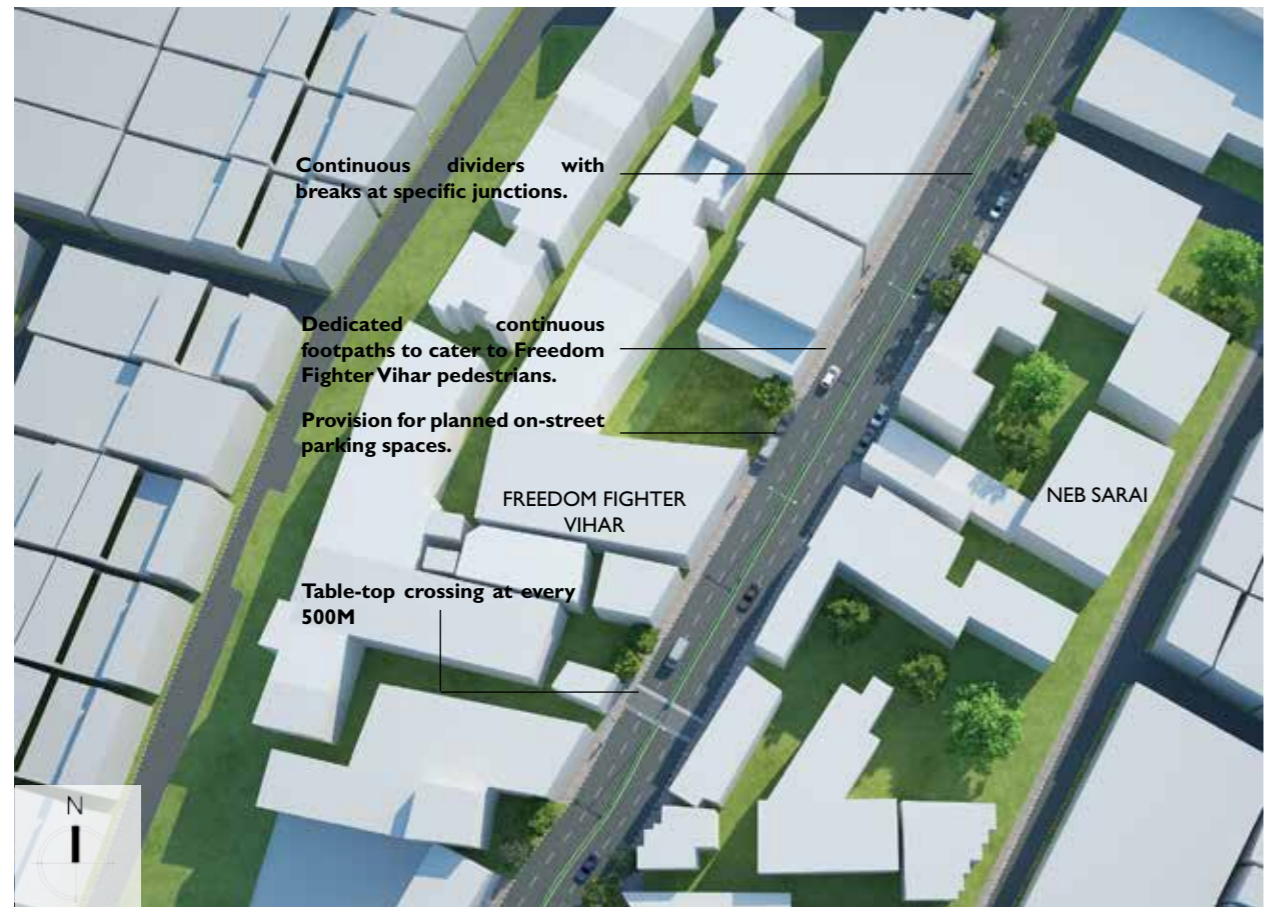 Continuous dividers with
breaks at specific junctions.
Dedicated continuous
footpaths to cater to Freedom
Fighter Vihar pedestrians.
Provision for planned on-street
parking spaces.
FREEDOM FIGHTER
VIHAR
NEB SARAI
Table-top crossing at every
500M
N